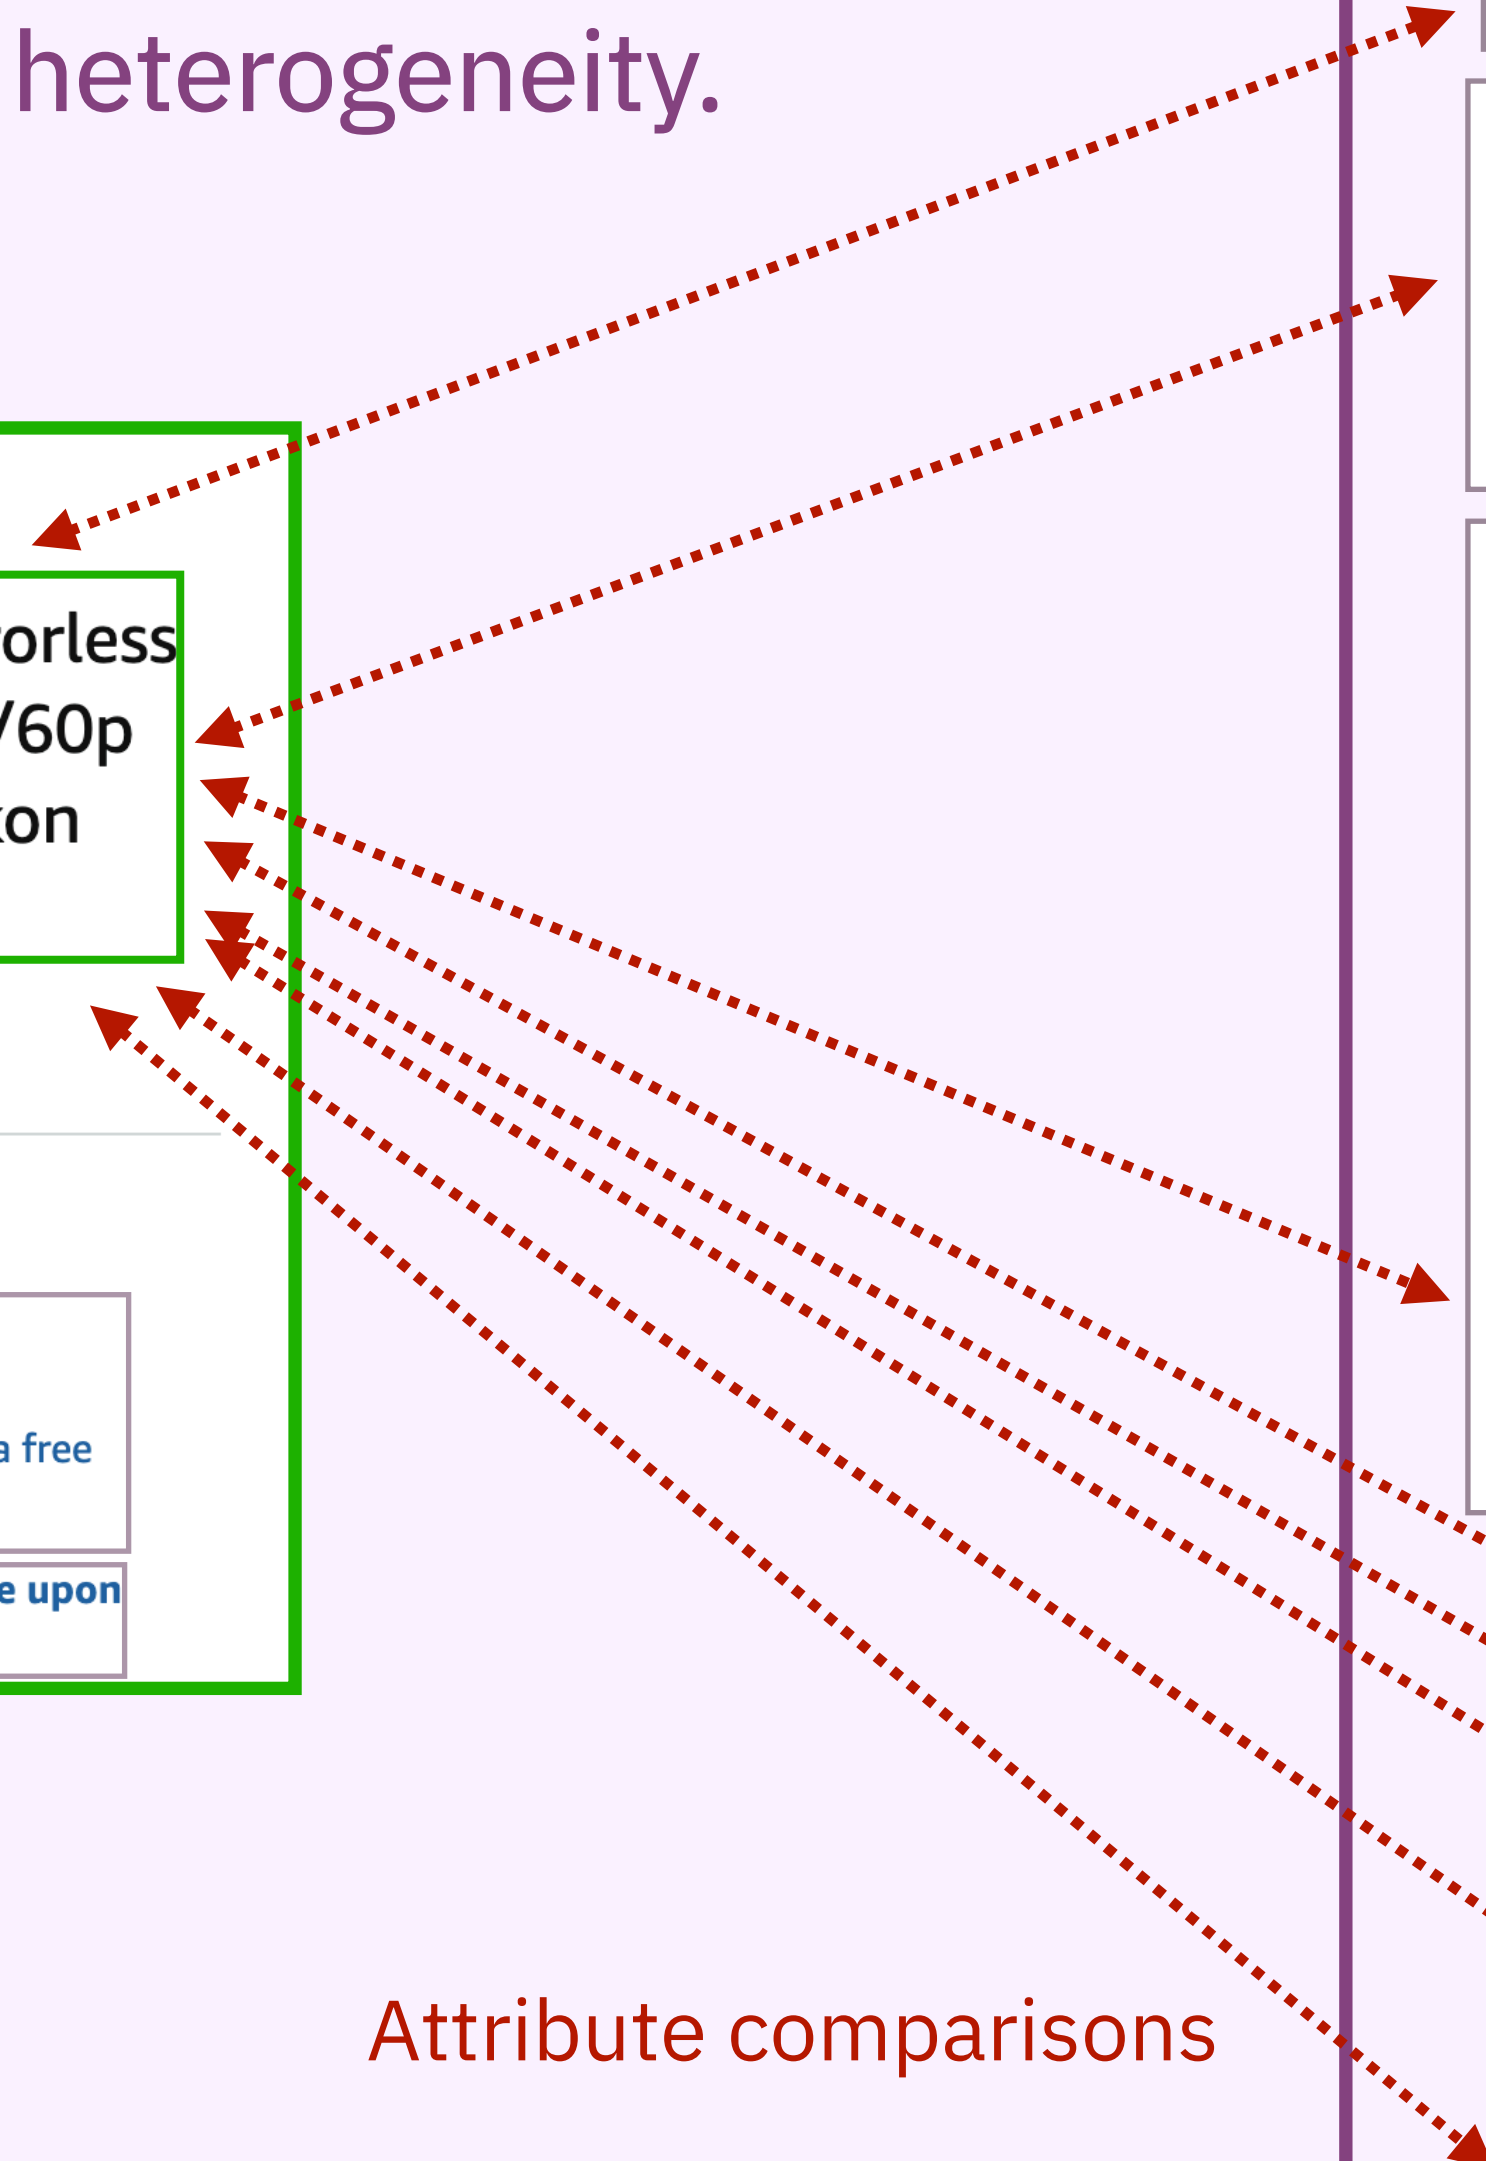 heterogeneity.
orless
/60p
on
a free
e upon
Attribute comparisons